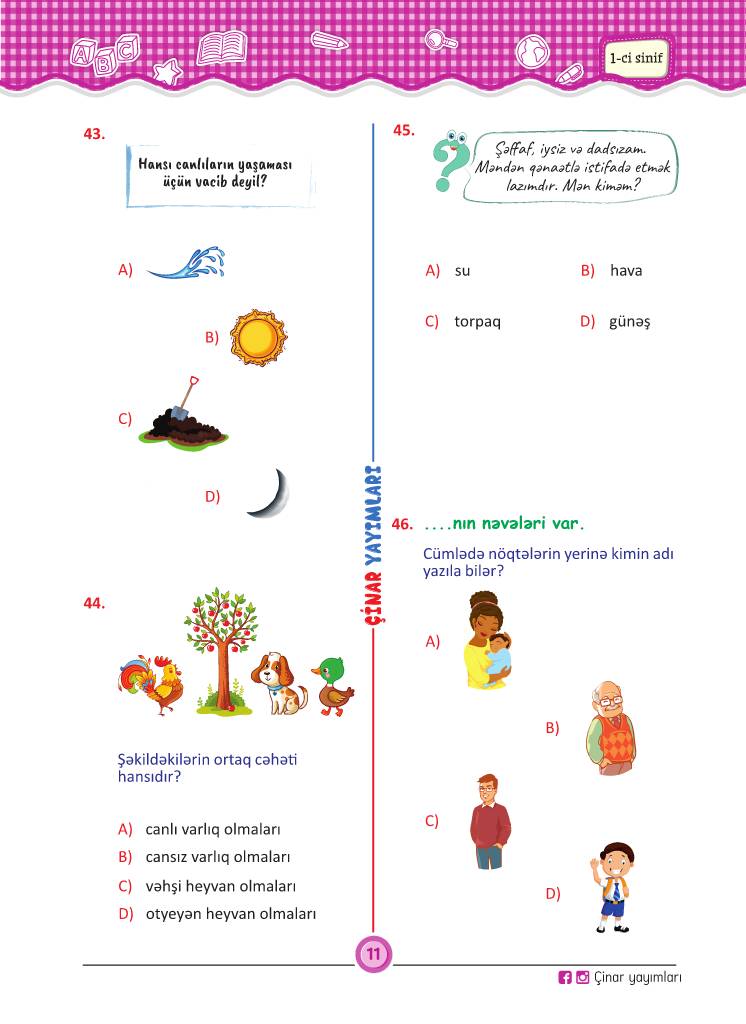 ABC
1-ci sinif
43.
Hansı canlıların yaşaması
üçün vacib deyil?
A)
B)
C)
D)
44.
Şəkildəkilərin ortaq cəhəti
hansıdır?
A) canlı varlıq olmaları
B) cansız varlıq olmaları
C) vəhşi heyvan olmaları
D) otyeyən heyvan olmaları
ÇİNAR YAYIMLARI
45.
Şəffaf, iysiz və dadsızam.
Məndən qənaətlə istifadə etmək
lazımdır. Mən kiməm?
A) su
B) hava
C) torpaq
D) günəş
46. ....nın nəvələri var.
Cümlədə nöqtələrin yerinə kimin adı
yazıla bilər?
A)
B)
C)
D)
11
Çinar yayımları